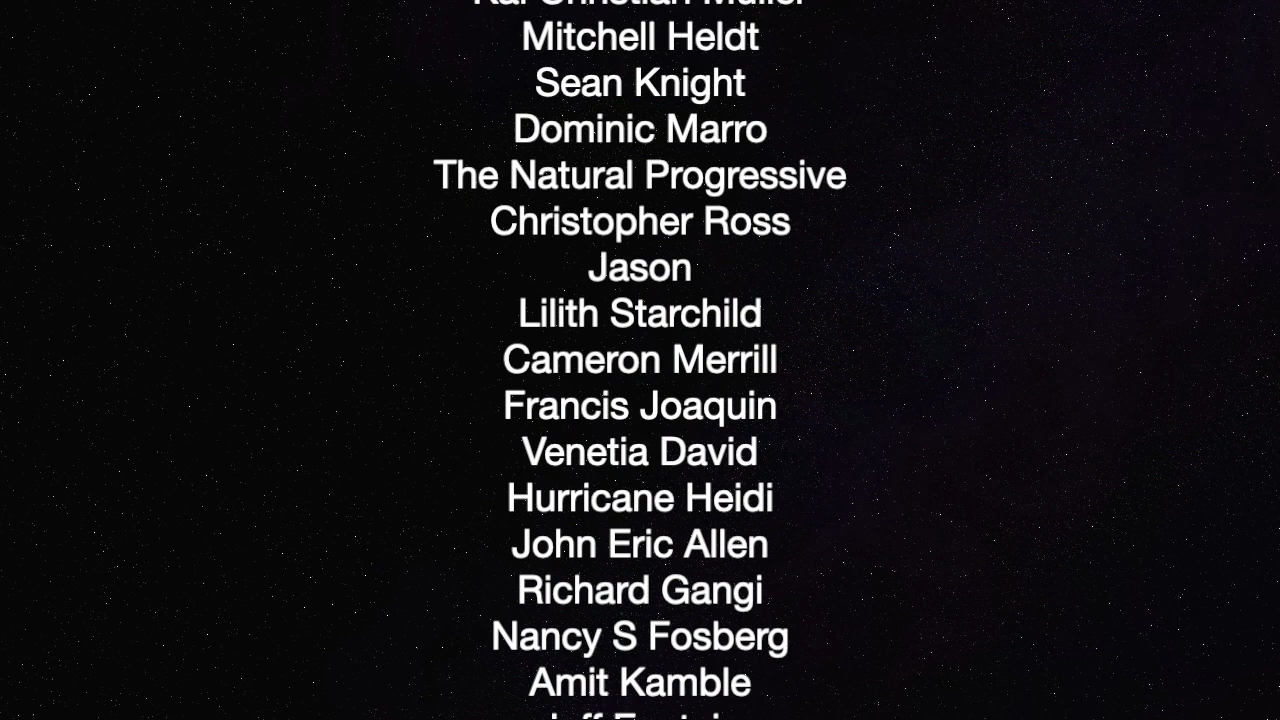 Mitchell Heldt
Sean Knight
Dominic Marro
The Natural Progressive
Christopher Ross
Jason
Lilith Starchild
Cameron Merrill
Francis Joaquin
Venetia David
Hurricane Heidi
John Eric Allen
Richard Gangi
Nancy S Fosberg
Amit Kamble